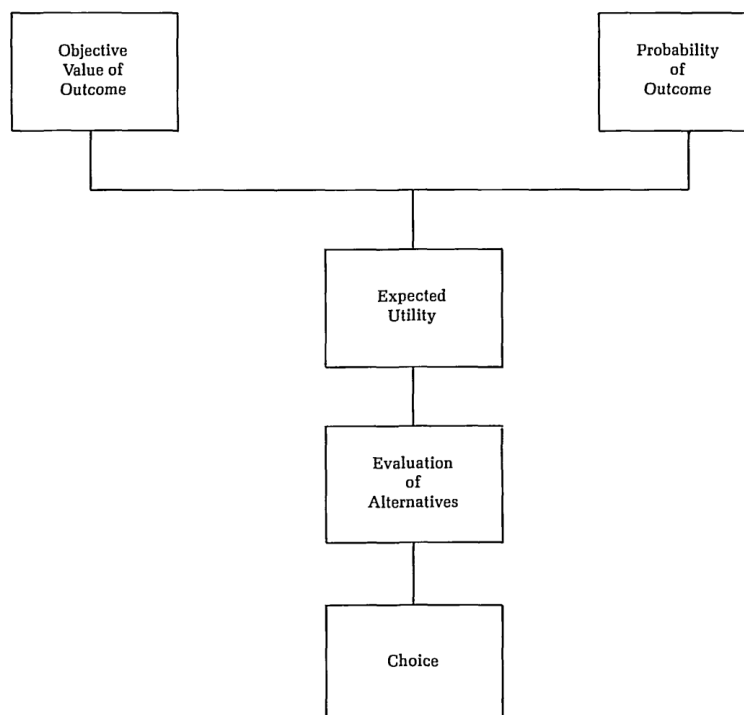 Objective
Value of
Outcome
Probability
of
Outcome
Expected
Utility
Evaluation
of
Alternatives
Choice